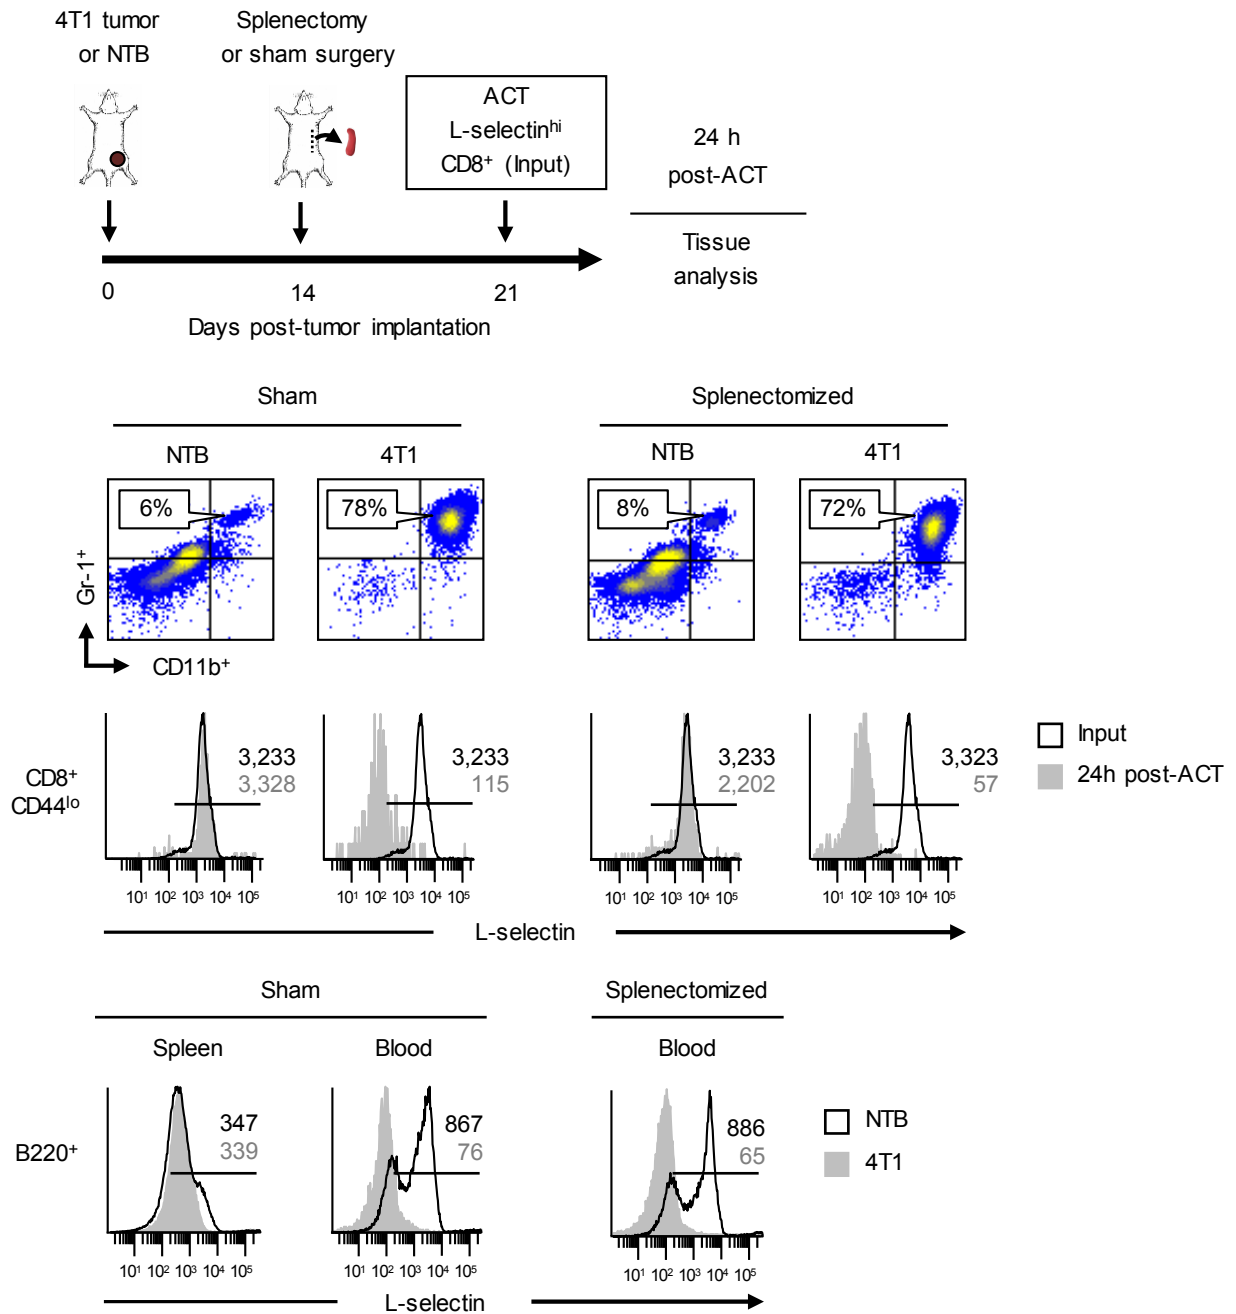 4T1 tumor
or NTB
Splenectomy
or sham surgery
ACT
L-selectinhi
CD8+ (Input)
24 h
post-ACT
Tissue
analysis
0
14
21
Days post-tumor implantation
Sham
Splenectomized
NTB
4T1
NTB
4T1
6%
78%
8%
72%
Gr-1+
CD11b+
CD8+
CD44lo
3,233
3,328
3,233
115
3,233
2,202
3,323
57
Input
24h post-ACT
10¹ 10² 10³ 10⁴ 10⁵
10¹ 10² 10³ 10⁴ 10⁵
10¹ 10² 10³ 10⁴ 10⁵
10¹ 10² 10³ 10⁴ 10⁵
L-selectin
Sham
Splenectomized
Spleen
Blood
Blood
B220+
347
339
867
76
886
65
NTB
4T1
10¹ 10² 10³ 10⁴ 10⁵
10¹ 10² 10³ 10⁴ 10⁵
10¹ 10² 10³ 10⁴ 10⁵
L-selectin